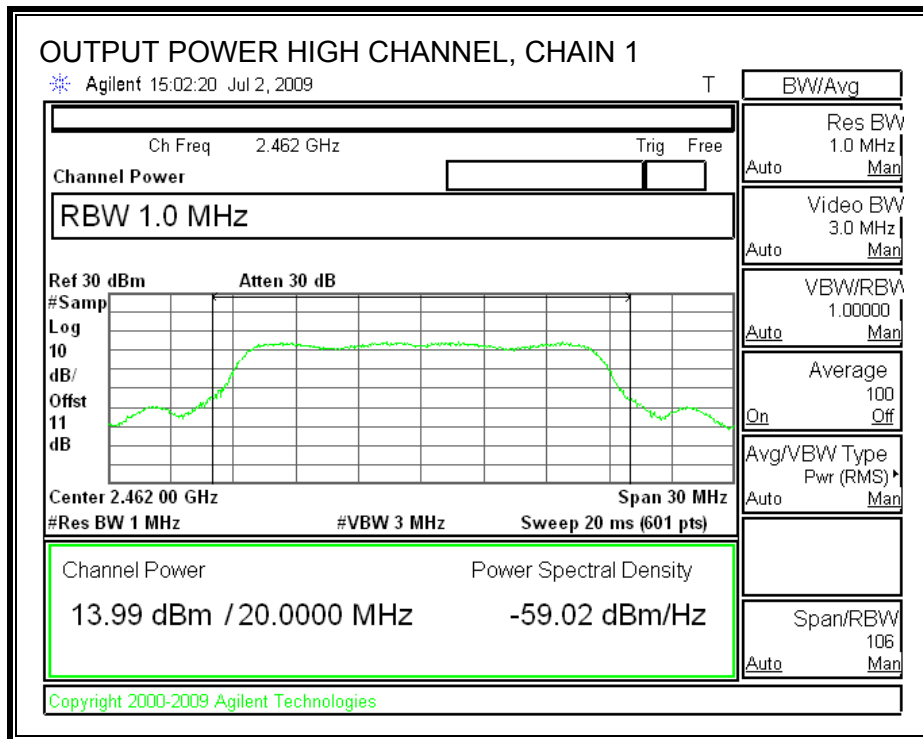 OUTPUT POWER HIGH CHANNEL, CHAIN 1
Agilent 15:02:20 Jul 2, 2009 T
Ch Freq 2.462 GHz Trig Free
Channel Power
RBW 1.0 MHz
Ref 30 dBm Atten 30 dB
#Samp
Log
10
dB/
Offst
11
dB
Center 2.462 00 GHz Span 30 MHz
#Res BW 1 MHz #VBW 3 MHz Sweep 20 ms (601 pts)
Channel Power Power Spectral Density
13.99 dBm / 20.0000 MHz -59.02 dBm/Hz
Copyright 2000-2009 Agilent Technologies
BW/Avg
Res BW
1.0 MHz
Auto Man
Video BW
3.0 MHz
Auto Man
VBW/RBW
1.00000
Auto Man
Average
100
On Off
Avg/VBW Type
Pwr (RMS)
Auto Man
Span/RBW
106
Auto Man